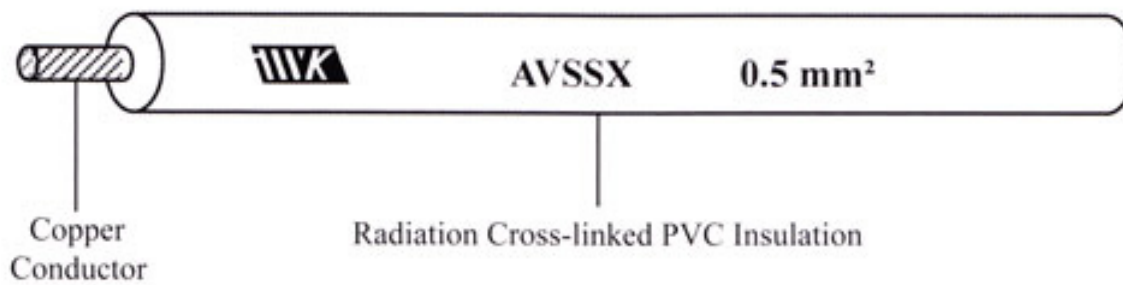 AVSSX 0.5 mm²
Copper
Conductor
Radiation Cross-linked PVC Insulation